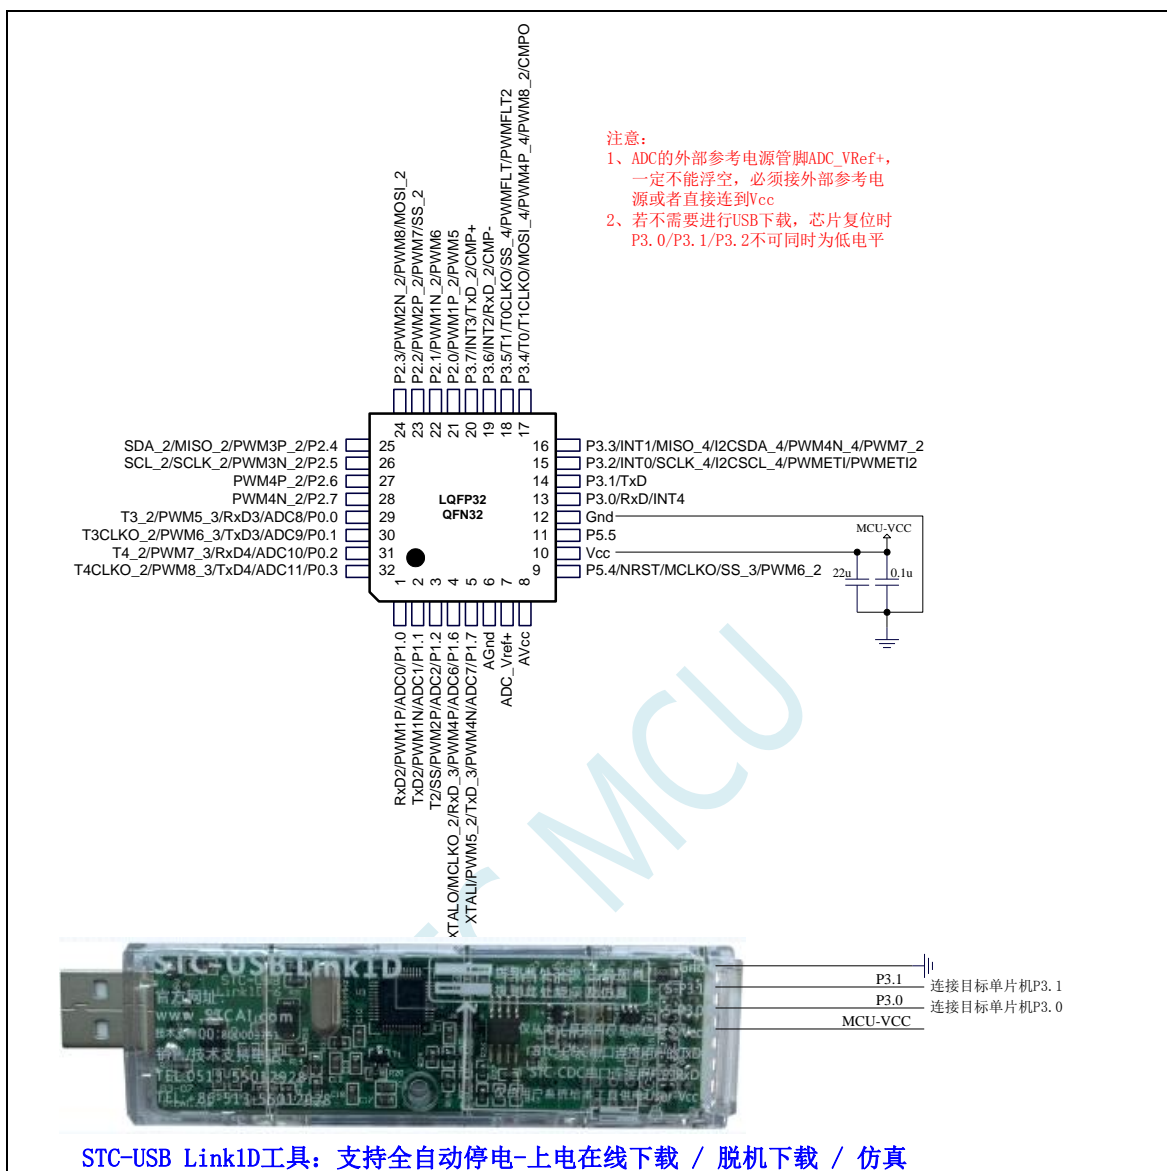 P2.3/PWM2N_2/PWM8/MOSI_2
P2.2/PWM2P_2/PWM7/SS_2
P2.1/PWM1N_2/PWM6
P2.0/PWM1P_2/PWM5
P3.7/INT3/TxD_2/CMP+
P3.6/INT2/RxD_2/CMP-
P3.5/T1/T0CLKO/SS_4/PWMFLT/PWMFLT2
P3.4/T0/T1CLKO/MOSI_4/PWM4P_4/PWM8_2/CMPO
注意：
1、ADC的外部参考电源管脚ADC_VRef+，
一定不能浮空，必须接外部参考电
源或者直接连到Vcc
2、若不需要进行USB下载，芯片复位时
P3.0/P3.1/P3.2不可同时为低电平
24 23 22 21 20 19 18 17
SDA_2/MISO_2/PWM3P_2/P2.4 25
SCL_2/SCLK_2/PWM3N_2/P2.5 26
PWM4P_2/P2.6 27
PWM4N_2/P2.7 28
T3_2/PWM5_3/RxD3/ADC8/P0.0 29
T3CLKO_2/PWM6_3/TxD3/ADC9/P0.1 30
T4_2/PWM7_3/RxD4/ADC10/P0.2 31
T4CLKO_2/PWM8_3/TxD4/ADC11/P0.3 32
LQFP32
QFN32
16 P3.3/INT1/MISO_4/I2CSDA_4/PWM4N_4/PWM7_2
15 P3.2/INT0/SCLK_4/I2CSCL_4/PWMETI/PWMETI2
14 P3.1/TxD
13 P3.0/RxD/INT4
12 Gnd
11 P5.5
10 Vcc
9 P5.4/NRST/MCLKO/SS_3/PWM6_2
MCU-VCC
22u 0.1u
1 2 3 4 5 6 7 8
RxD2/PWM1P/ADC0/P1.0
TxD2/PWM1N/ADC1/P1.1
T2/SS/PWM2P/ADC2/P1.2
XTALO/MCLKO_2/RxD_3/PWM4P/ADC6/P1.6
XTALI/PWM5_2/TxD_3/PWM4N/ADC7/P1.7
AGnd
ADC_Vref+
AVcc
MCU
STC-USB Link1D
官方网址
www.STCAI.com
TEL:0513-55012928
Gnd
P3.1 连接目标单片机P3.1
P3.0 连接目标单片机P3.0
MCU-VCC
STC-USB Link1D工具：支持全自动停电-上电在线下载 / 脱机下载 / 仿真